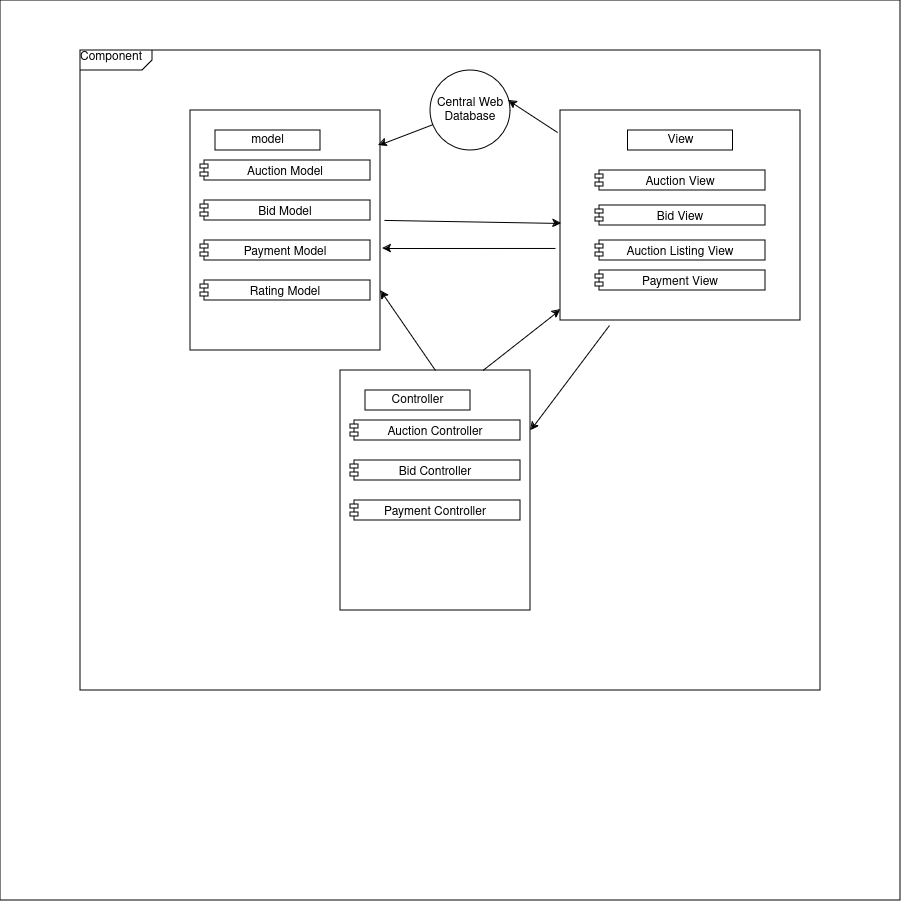 Component
Central Web
Database
model
Auction Model
Bid Model
Payment Model
Rating Model
View
Auction View
Bid View
Auction Listing View
Payment View
Controller
Auction Controller
Bid Controller
Payment Controller